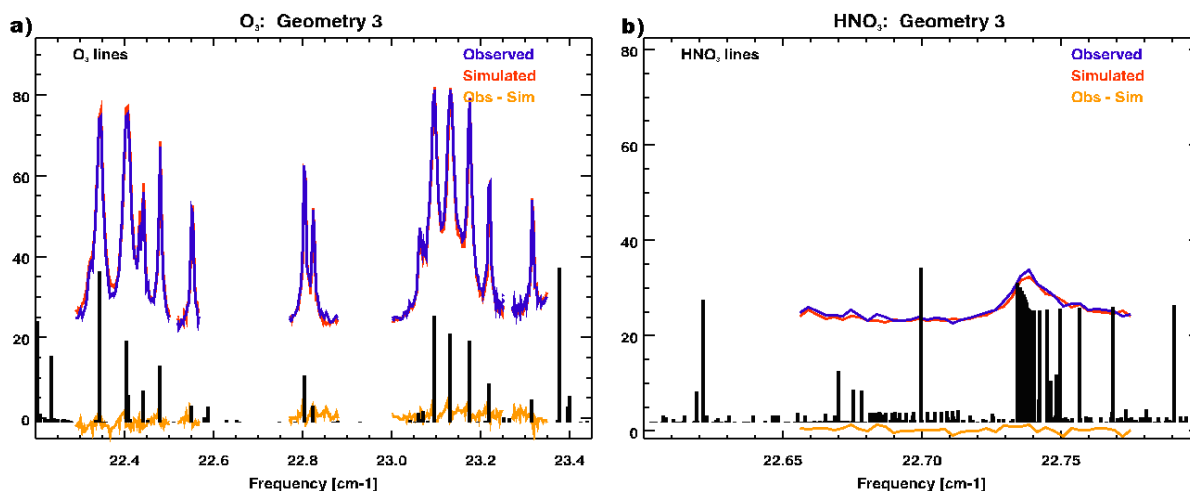 a)
O₃: Geometry 3
O₃ lines
Observed
Simulated
Obs - Sim
80
60
40
20
0
22.4
22.6
22.8
23.0
23.2
23.4
Frequency [cm-1]
b)
HNO₃: Geometry 3
HNO₃ lines
Observed
Simulated
Obs - Sim
80
60
40
20
0
22.65
22.70
22.75
Frequency [cm-1]